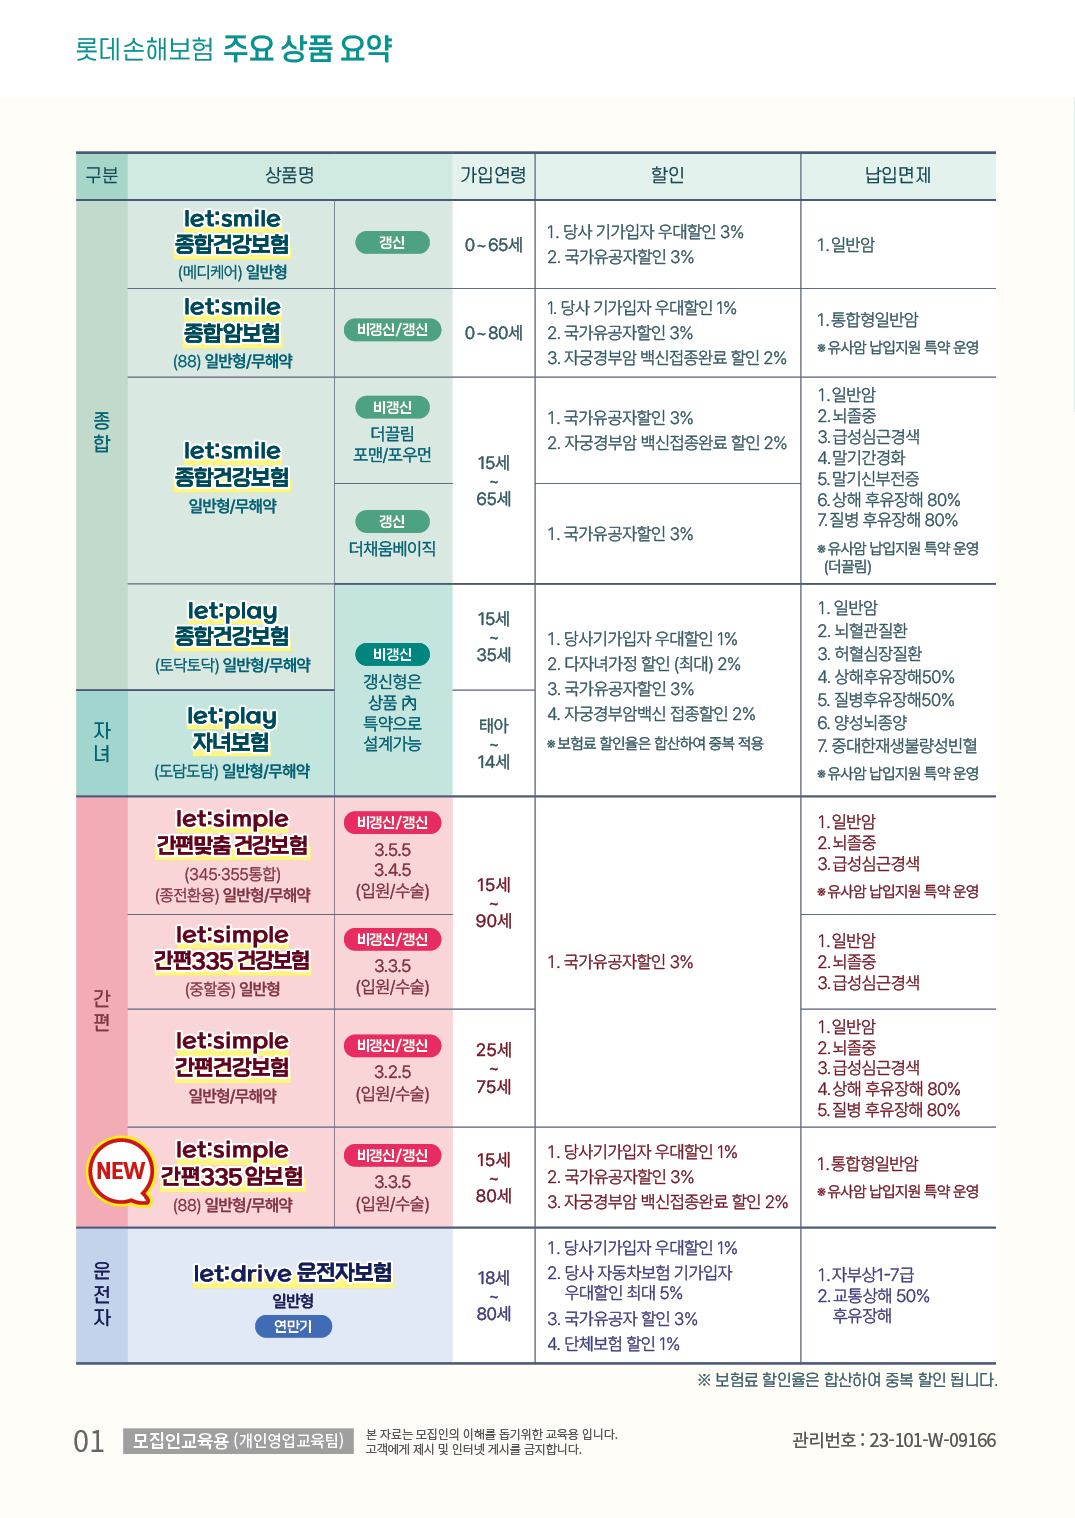 롯데손해보험 주요 상품 요약
구분 상품명 가입연령 할인 납입면제
종합
let:smile
종합건강보험
(메디케어) 일반형
갱신
0~65세
1. 당사 기가입자 우대할인 3%
2. 국가유공자할인 3%
1. 일반암
let:smile
종합암보험
(88) 일반형/무해약
비갱신/갱신
0~80세
1. 당사 기가입자 우대할인 1%
2. 국가유공자할인 3%
3. 자궁경부암 백신접종완료 할인 2%
1. 통합형일반암
※유사암 납입지원 특약 운영
let:smile
종합건강보험
일반형/무해약
비갱신
더끌림
포맨/포우먼
갱신
더채움베이직
15세
~
65세
1. 국가유공자할인 3%
2. 자궁경부암 백신접종완료 할인 2%
1. 국가유공자할인 3%
1. 일반암
2. 뇌졸중
3. 급성심근경색
4. 말기간경화
5. 말기신부전증
6. 상해 후유장해 80%
7. 질병 후유장해 80%
※유사암 납입지원 특약 운영
(더끌림)
let:play
종합건강보험
(토닥토닥) 일반형/무해약
15세
~
35세
자녀
let:play
자녀보험
(도담도담) 일반형/무해약
비갱신
갱신형은
상품 內
특약으로
설계가능
태아
~
14세
1. 당사기가입자 우대할인 1%
2. 다자녀가정 할인 (최대) 2%
3. 국가유공자할인 3%
4. 자궁경부암백신 접종할인 2%
※보험료 할인율은 합산하여 중복 적용
1. 일반암
2. 뇌혈관질환
3. 허혈심장질환
4. 상해후유장해50%
5. 질병후유장해50%
6. 양성뇌종양
7. 중대한재생불량성빈혈
※유사암 납입지원 특약 운영
간편
let:simple
간편맞춤 건강보험
(345·355통합)
(종전환용) 일반형/무해약
비갱신/갱신
3.5.5
3.4.5
(입원/수술)
15세
~
90세
1. 국가유공자할인 3%
1. 일반암
2. 뇌졸중
3. 급성심근경색
※유사암 납입지원 특약 운영
let:simple
간편335 건강보험
(중할증) 일반형
비갱신/갱신
3.3.5
(입원/수술)
1. 일반암
2. 뇌졸중
3. 급성심근경색
let:simple
간편건강보험
일반형/무해약
비갱신/갱신
3.2.5
(입원/수술)
25세
~
75세
1. 일반암
2. 뇌졸중
3. 급성심근경색
4. 상해 후유장해 80%
5. 질병 후유장해 80%
NEW
let:simple
간편335 암보험
(88) 일반형/무해약
비갱신/갱신
3.3.5
(입원/수술)
15세
~
80세
1. 당사기가입자 우대할인 1%
2. 국가유공자할인 3%
3. 자궁경부암 백신접종완료 할인 2%
1. 통합형일반암
※유사암 납입지원 특약 운영
운전자
let:drive 운전자보험
일반형
연만기
18세
~
80세
1. 당사기가입자 우대할인 1%
2. 당사 자동차보험 기가입자
우대할인 최대 5%
3. 국가유공자 할인 3%
4. 단체보험 할인 1%
1. 자부상1-7급
2. 교통상해 50%
후유장해
※ 보험료 할인율은 합산하여 중복 할인 됩니다.
01 모집인교육용 (개인영업교육팀)
본 자료는 모집인의 이해를 돕기위한 교육용 입니다.
고객에게 제시 및 인터넷 게시를 금지합니다.
관리번호 : 23-101-W-09166